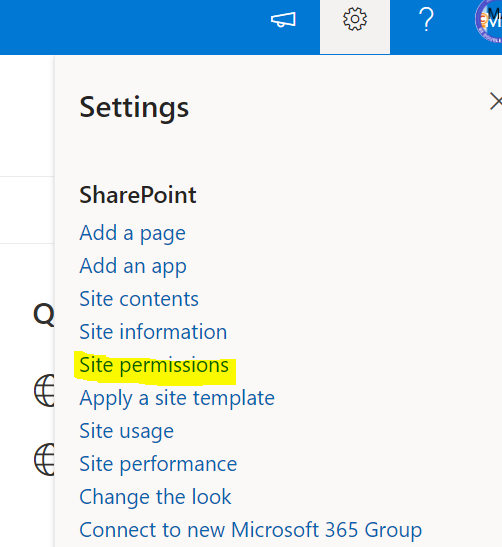 ?
M
Settings
SharePoint
Add a page
Add an app
Site contents
Q
Site information
Site permissions
Apply a site template
Site usage
Site performance
Change the look
Connect to new Microsoft 365 Group